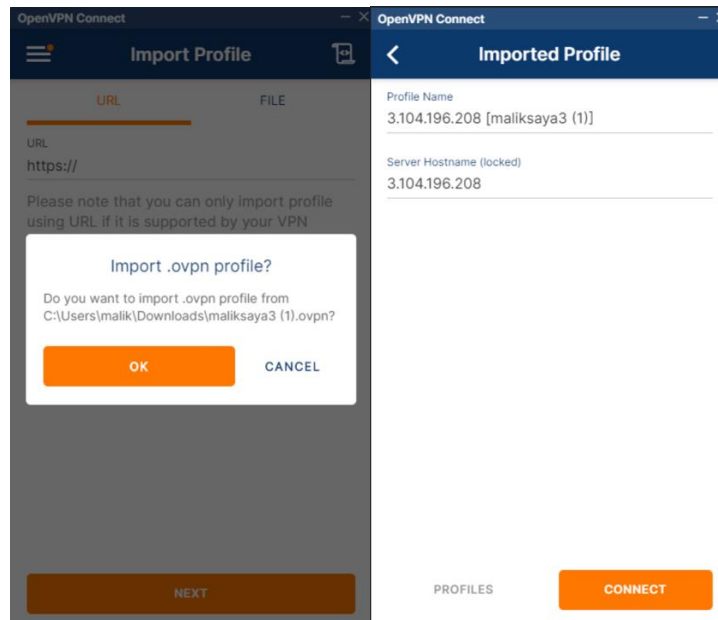 OpenVPN Connect
Import Profile
URL
FILE
URL
https://
Please note that you can only import profile
using URL if it is supported by your VPN
Import .ovpn profile?
Do you want to import .ovpn profile from
C:\Users\malik\Downloads\maliksaya3 (1).ovpn?
OK
CANCEL
NEXT
OpenVPN Connect
Imported Profile
Profile Name
3.104.196.208 [maliksaya3 (1)]
Server Hostname (locked)
3.104.196.208
PROFILES
CONNECT